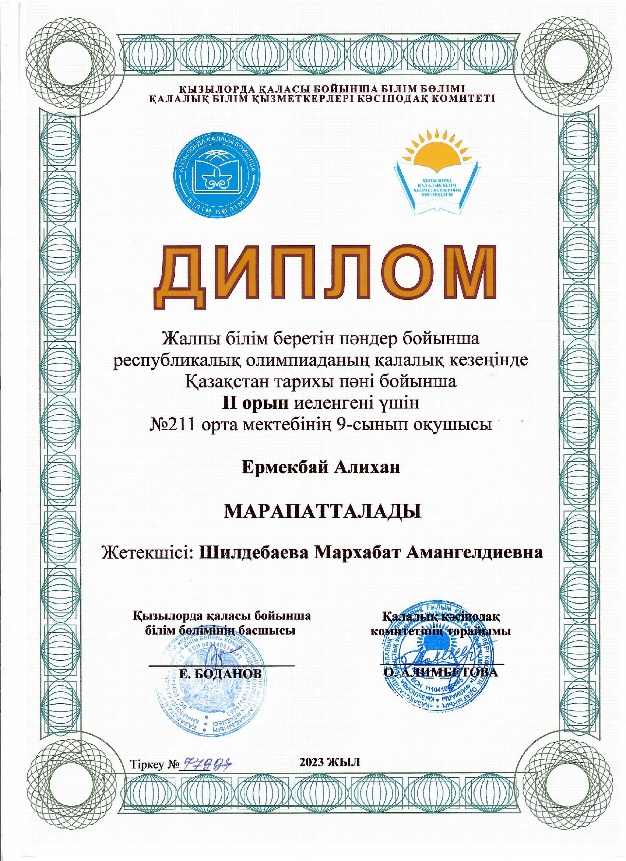 ҚЫЗЫЛОРДА ҚАЛАСЫ БОЙЫНША БІЛІМ БӨЛІМІ
ҚАЛАЛЫҚ БІЛІМ ҚЫЗМЕТКЕРЛЕРІ КӘСІПОДАҚ КОМИТЕТІ
ДИПЛОМ
Жалпы білім беретін пәндер бойынша
республикалық олимпиаданың қалалық кезеңінде
Қазақстан тарихы пәні бойынша
II орын иеленгені үшін
№211 орта мектебінің 9-сынып оқушысы
Ермекбай Алихан
МАРАПАТТАЛАДЫ
Жетекшісі: Шилдебаева Мархабат Амангелдиевна
Қызылорда қаласы бойынша
білім бөлімінің басшысы
Е. БОДАНОВ
Қалалық кәсіподақ
комитетінің төрайымы
О. АЛИМБЕТОВА
Тіркеу №
2023 ЖЫЛ